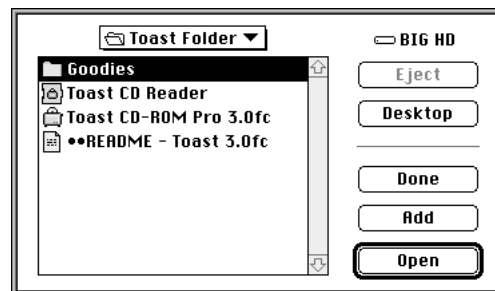 Toast Folder
BIG HD
Goodies
Toast CD Reader
Toast CD-ROM Pro 3.0fc
••README - Toast 3.0fc
Eject
Desktop
Done
Add
Open